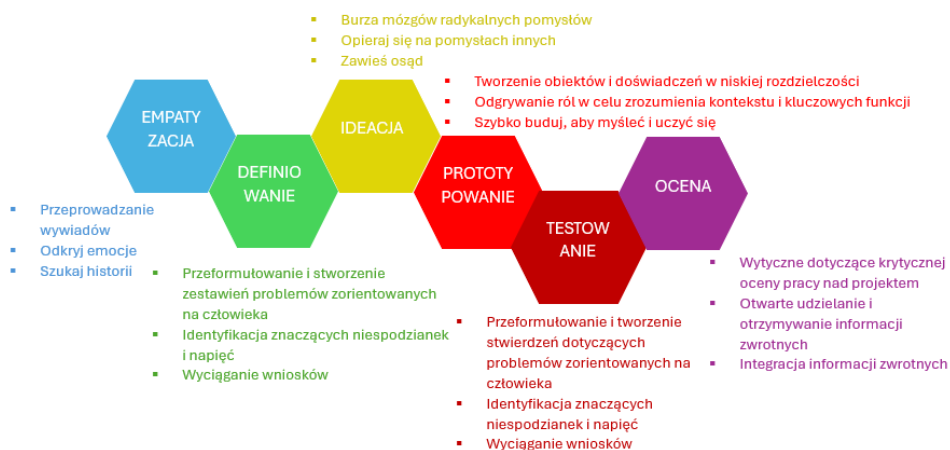 ▪ Burza mózgów radykalnych pomysłów
▪ Opieraj się na pomysłach innych
▪ Zawieś osąd
▪ Tworzenie obiektów i doświadczeń w niskiej rozdzielczości
▪ Odgrywanie ról w celu zrozumienia kontekstu i kluczowych funkcji
▪ Szybko buduj, aby myśleć i uczyć się
EMPATY
ZACJA
DEFINIO
WANIE
IDEACJA
PROTOTY
POWANIE
TESTOW
ANIE
OCENA
▪ Przeprowadzanie
wywiadów
▪ Odkryj emocje
▪ Szukaj historii
▪ Przeformułowanie i stworzenie
zestawień problemów zorientowanych
na człowieka
▪ Identyfikacja znaczących niespodzianek
i napięć
▪ Wyciąganie wniosków
▪ Przeformułowanie i tworzenie
stwierdzeń dotyczących
problemów zorientowanych na
człowieka
▪ Identyfikacja znaczących
niespodzianek i napięć
▪ Wyciąganie wniosków
▪ Wytyczne dotyczące krytycznej
oceny pracy nad projektem
▪ Otwarte udzielanie i
otrzymywanie informacji
zwrotnych
▪ Integracja informacji zwrotnych